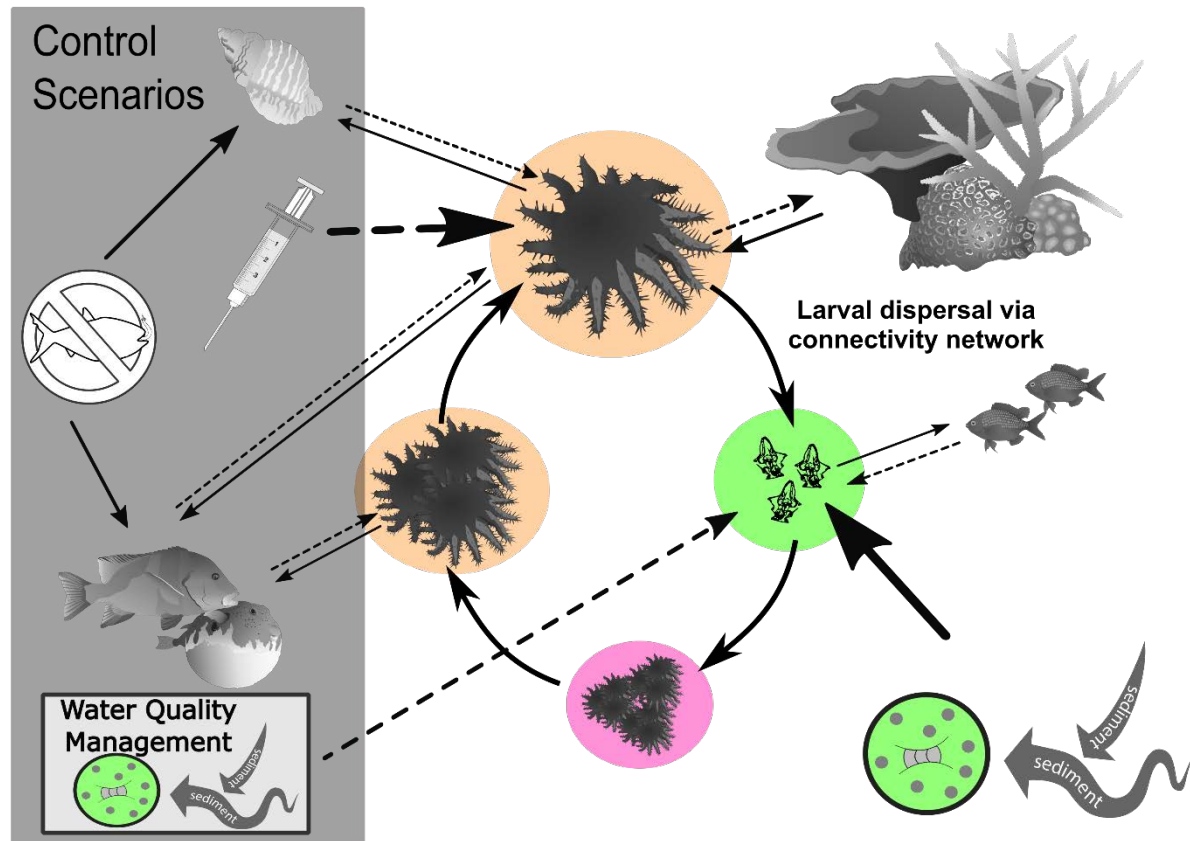 Control
Scenarios
Larval dispersal via
connectivity network
Water Quality
Management
sediment
sediment
sediment
sediment